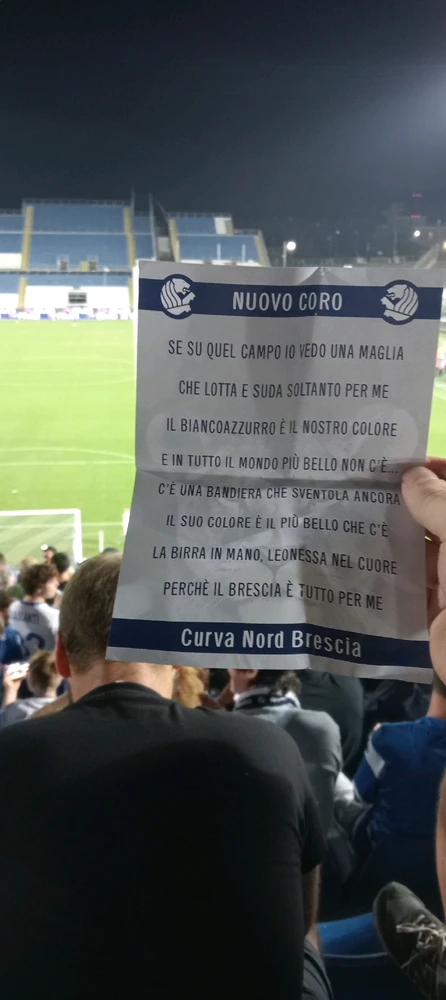 NUOVO CORO
SE SU QUEL CAMPO IO VEDO UNA MAGLIA
CHE LOTTA E SUDA SOLTANTO PER ME
IL BIANCOAZZURRO È IL NOSTRO COLORE
E IN TUTTO IL MONDO PIÙ BELLO NON C'È...
C'È UNA BANDIERA CHE SVENTOLA ANCORA
IL SUO COLORE È IL PIÙ BELLO CHE C'È
LA BIRRA IN MANO, LEONESSA NEL CUORE
PERCHÈ IL BRESCIA È TUTTO PER ME
Curva Nord Brescia